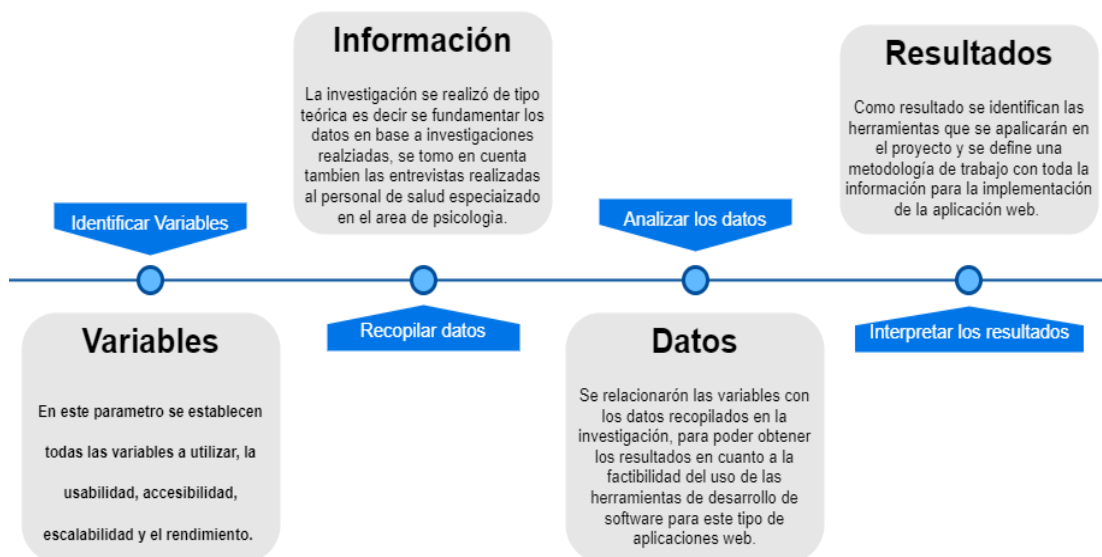 Información
La investigación se realizó de tipo
teórica es decir se fundamentar los
datos en base a investigaciones
realziadas, se tomo en cuenta
tambien las entrevistas realizadas
al personal de salud especiaizado
en el area de psicologìa.
Resultados
Como resultado se identifican las
herramientas que se apalicarán en
el proyecto y se define una
metodología de trabajo con toda la
información para la implementación
de la aplicación web.
Identificar Variables
Analizar los datos
Recopilar datos
Interpretar los resultados
Variables
En este parametro se establecen
todas las variables a utilizar, la
usabilidad, accesibilidad,
escalabilidad y el rendimiento.
Datos
Se relacionarón las variables con
los datos recopilados en la
investigación, para poder obtener
los resultados en cuanto a la
factibilidad del uso de las
herramientas de desarrollo de
software para este tipo de
aplicaciones web.